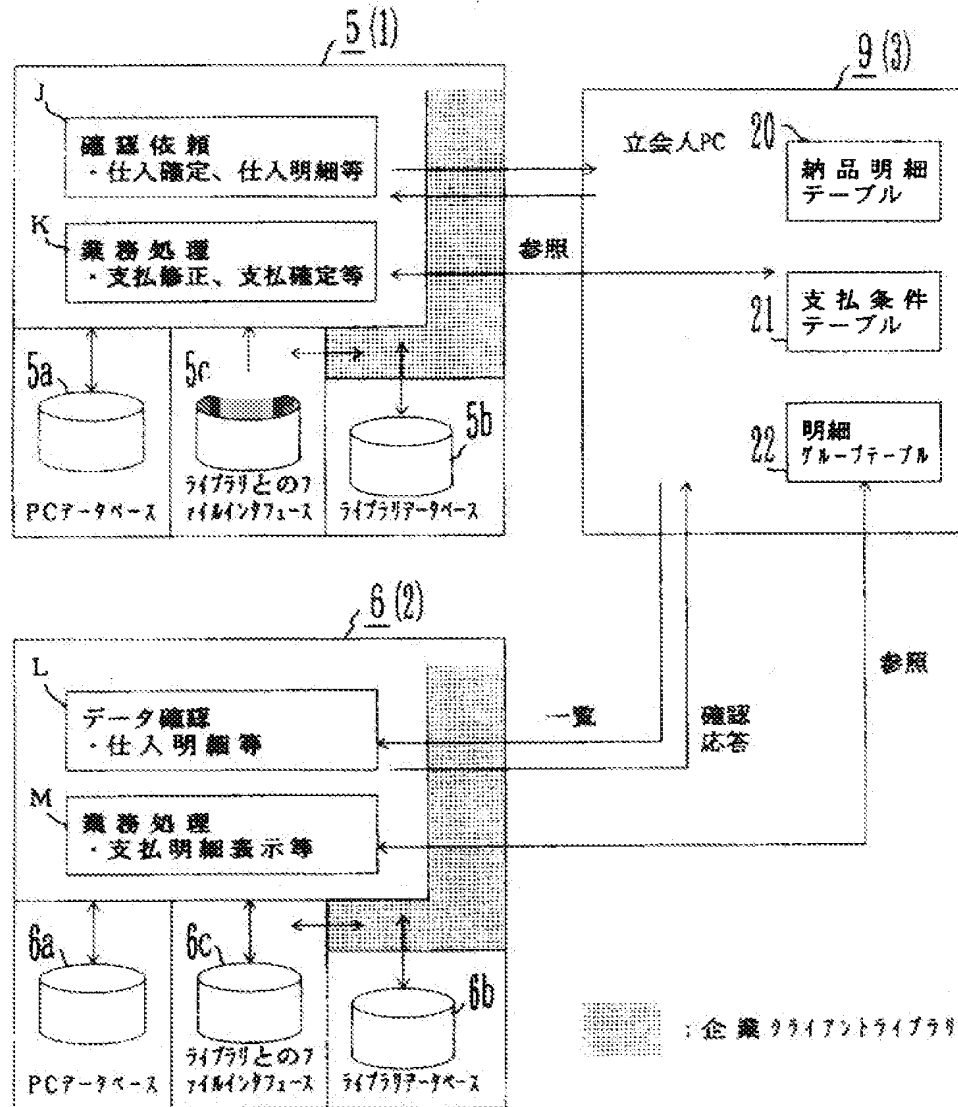 5(1)
J
確認依頼
・仕入確定、仕入明細等
K
業務処理
・支払修正、支払確定等
5a
PCデータベース
5c
ライブラリとのフ
ァイルインタフェース
5b
ライブラリデータベース
9(3)
立会人PC
20
納品明細
テーブル
参照
21
支払条件
テーブル
22
明細
グループテーブル
6(2)
L
データ確認
・仕入明細等
M
業務処理
・支払明細表示等
一覧
確認
応答
参照
6a
PCデータベース
6c
ライブラリとのフ
ァイルインタフェース
6b
ライブラリデータベース
:企業クライアントライブラリ